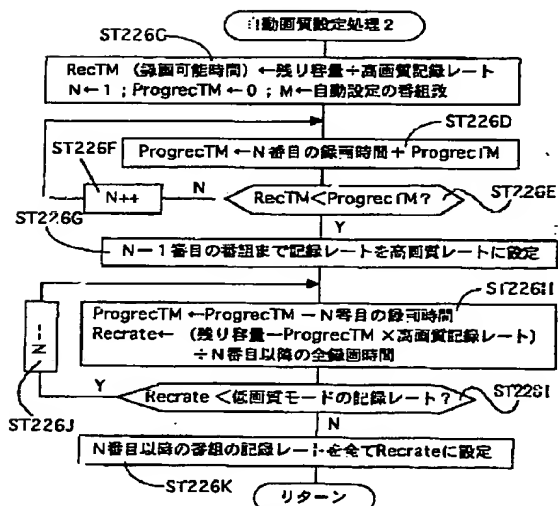 ST226C
自動画質設定処理2
RecTM (録画可能時間)←残り容量÷高画質記録レート
N←1 ; ProgrecTM←0 ; M←自動設定の番組数
ST226D
ST226F
ProgrecTM←N番目の録画時間+ProgrecTM
N++
N
RecTM<ProgrecTM?
ST226E
ST226G
Y
N-1番目の番組まで記録レートを高画質レートに設定
ST226H
ProgrecTM←ProgrecTM-N番目の録画時間
Recrate← (残り容量-ProgrecTM×高画質記録レート)
÷N番目以降の全録画時間
N--
Y
Recrate<低画質モードの記録レート?
ST226I
ST226J
N
N番目以降の番組の記録レートを全てRecrateに設定
ST226K
リターン